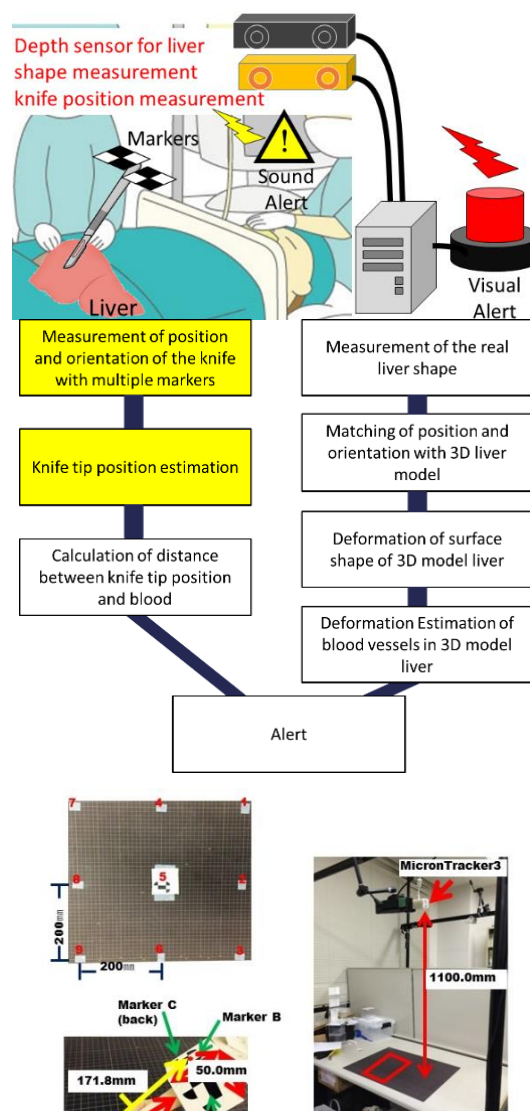 Depth sensor for liver
shape measurement
knife position measurement
Markers
!
Sound
Alert
Liver
Visual
Alert
Measurement of position
and orientation of the knife
with multiple markers
Knife tip position estimation
Calculation of distance
between knife tip position
and blood
Measurement of the real
liver shape
Matching of position and
orientation with 3D liver
model
Deformation of surface
shape of 3D model liver
Deformation Estimation of
blood vessels in 3D model
liver
Alert
7 4 1
8 5 2
9 6 3
200mm
200mm
MicronTracker3
1100.0mm
Marker C
(back)
Marker B
50.0mm
171.8mm